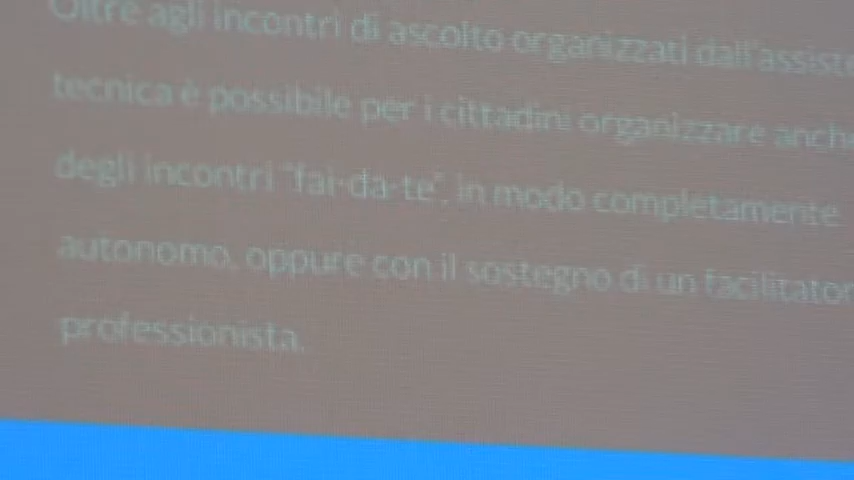 Oltre agli incontri di ascolto organizzati dall'assiste
tecnica è possibile per i cittadini organizzare anche
degli incontri "fai-da-te", in modo completamente
autonomo, oppure con il sostegno di un facilitator
professionista.